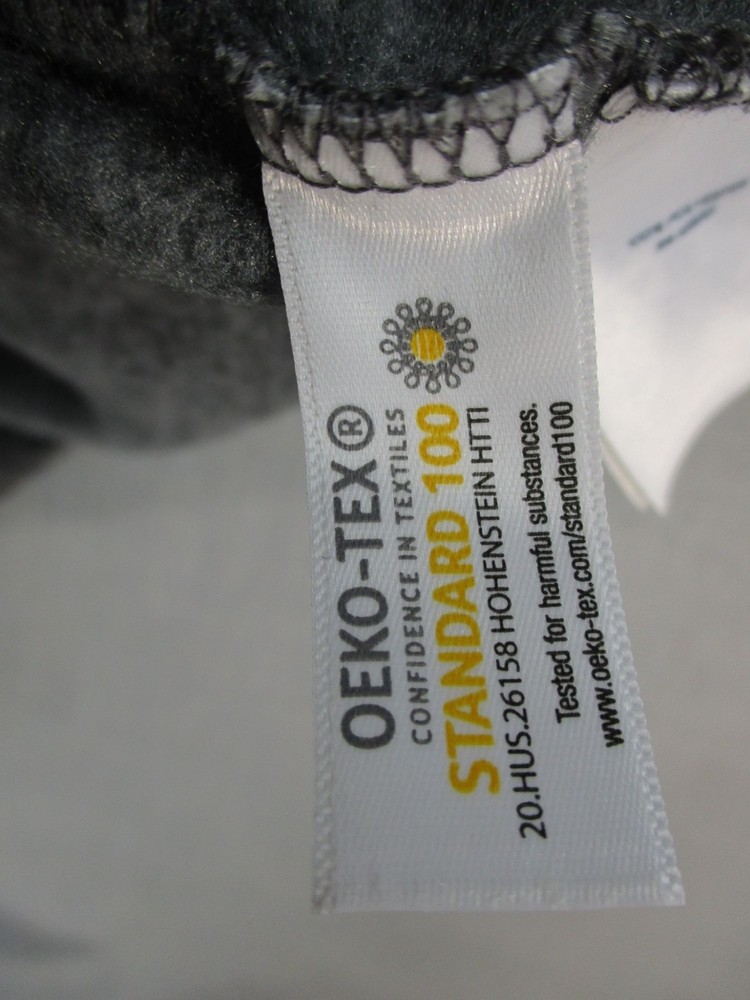 OEKO-TEX®
CONFIDENCE IN TEXTILES
STANDARD 100
20.HUS.26158 HOHENSTEIN HTTI
Tested for harmful substances.
www.oeko-tex.com/standard100